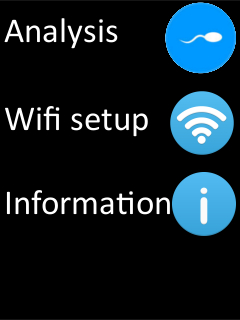 Analysis
Wifi setup
Information